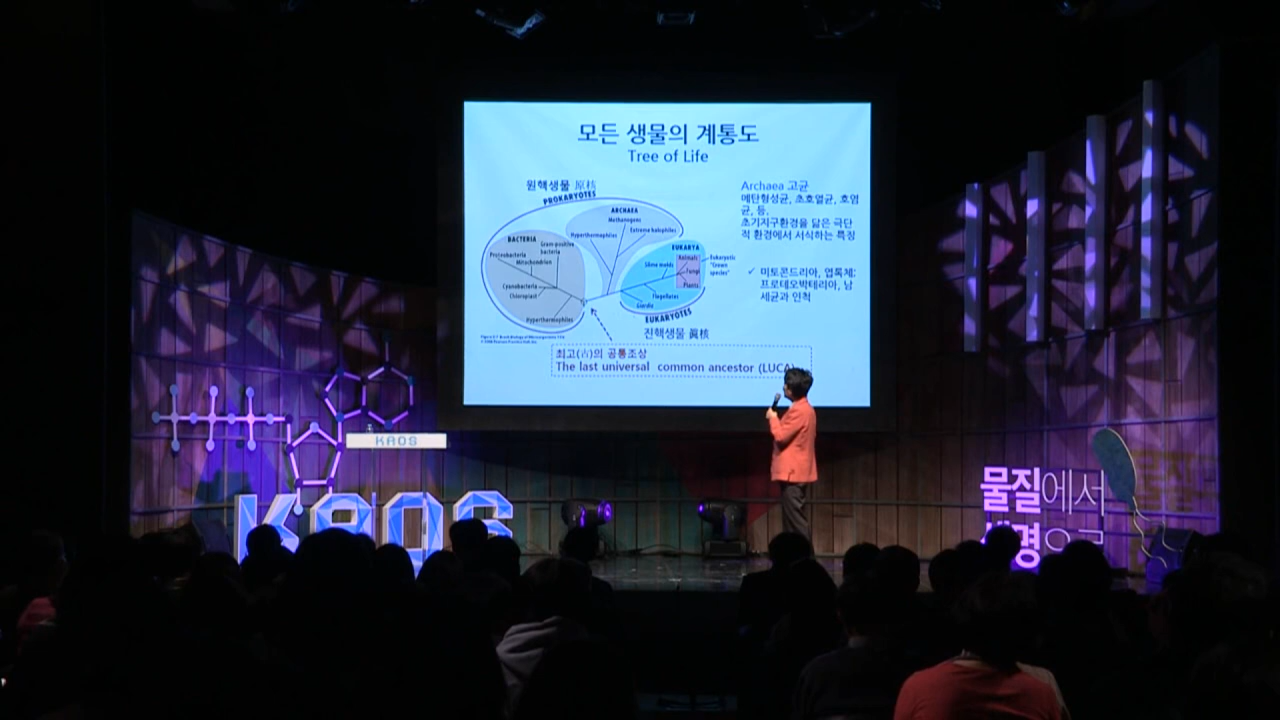 모든 생물의 계통도
Tree of Life
원핵생물 原核
PROKARYOTES
ARCHAEA
Methanogens
Extreme halophiles
Hyperthermophiles
BACTERIA
Gram-positive
bacteria
Proteobacteria
Mitochondrion
Cyanobacteria
Chloroplast
Hyperthermophiles
EUKARYA
Animals
Slime molds
Fungi
Plants
Flagellates
Giardia
Eukaryotic
"Crown
species"
EUKARYOTES
진핵생물 眞核
Archaea 고균
메탄형성균, 초호열균, 호염
균, 등.
초기지구환경을 닮은 극단
적 환경에서 서식하는 특징
✓ 미토콘드리아, 엽록체:
프로테오박테리아, 남
세균과 인척
최고(古)의 공통조상
The last universal common ancestor (LUCA)
KAOS
KAOS
물질에서